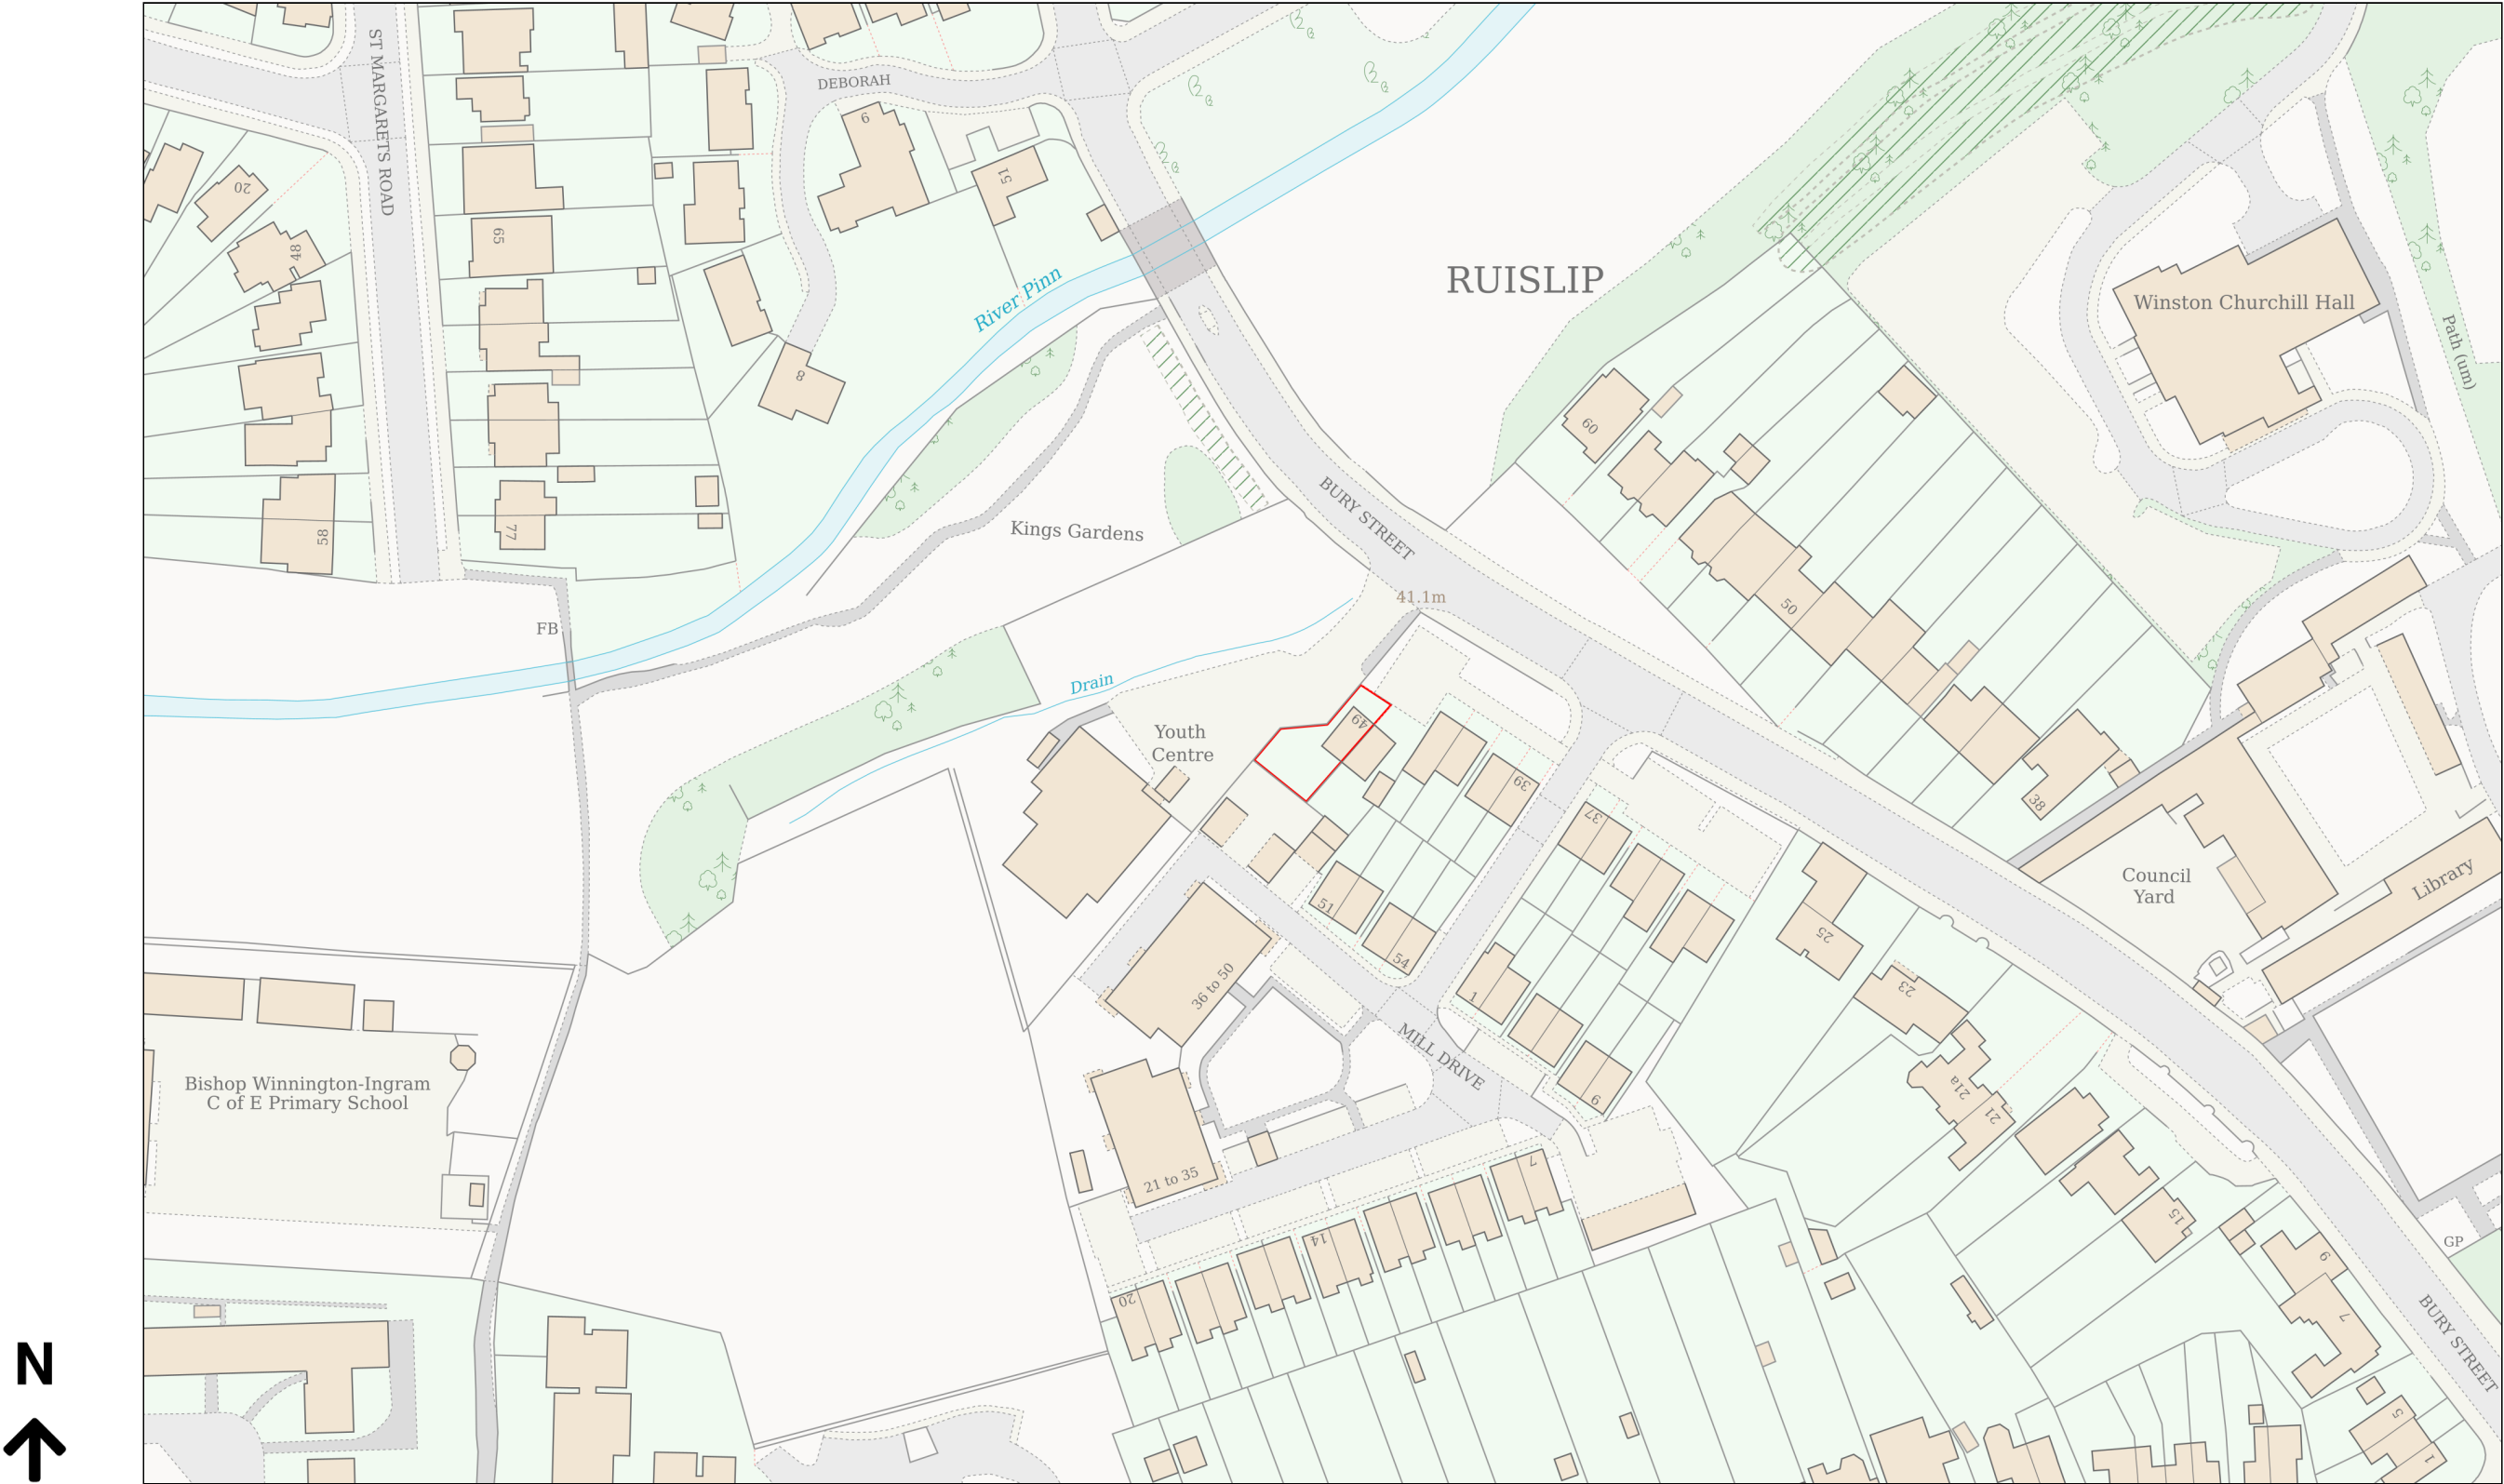 ST MARGARETS ROAD
DEBORAH
9
51
20
48
65
River Pinn
RUISLIP
Winston Churchill Hall
Path (um)
8
60
58
77
Kings Gardens
BURY STREET
41.1m
50
FB
Drain
Youth
Centre
49
39
37
38
Council
Yard
Library
51
54
25
23
1
36 to 50
MILL DRIVE
21a
21
9
Bishop Winnington-Ingram
C of E Primary School
21 to 35
7
14
20
15
GP
9
7
BURY STREET
5
1
N